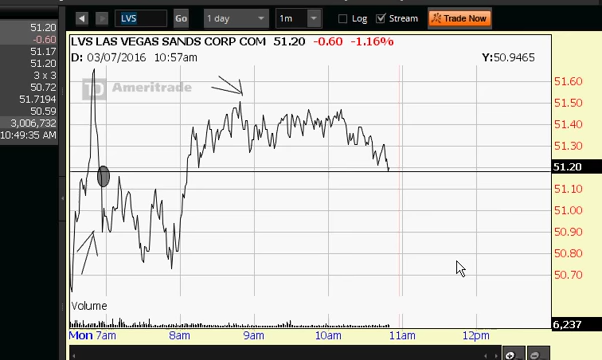 LVS Go 1 day 1m Log Stream Trade Now
51.20
-0.60
51.17
51.20
3 x 3
50.72
51.7194
50.59
3,006,732
10:49:35 AM
LVS LAS VEGAS SANDS CORP COM 51.20 -0.60 -1.16%
D: 03/07/2016 10:57am Y:50.9465
Ameritrade
51.60
51.50
51.40
51.30
51.20
51.10
51.00
50.90
50.80
50.70
Volume
6,237
Mon 7am 8am 9am 10am 11am 12pm